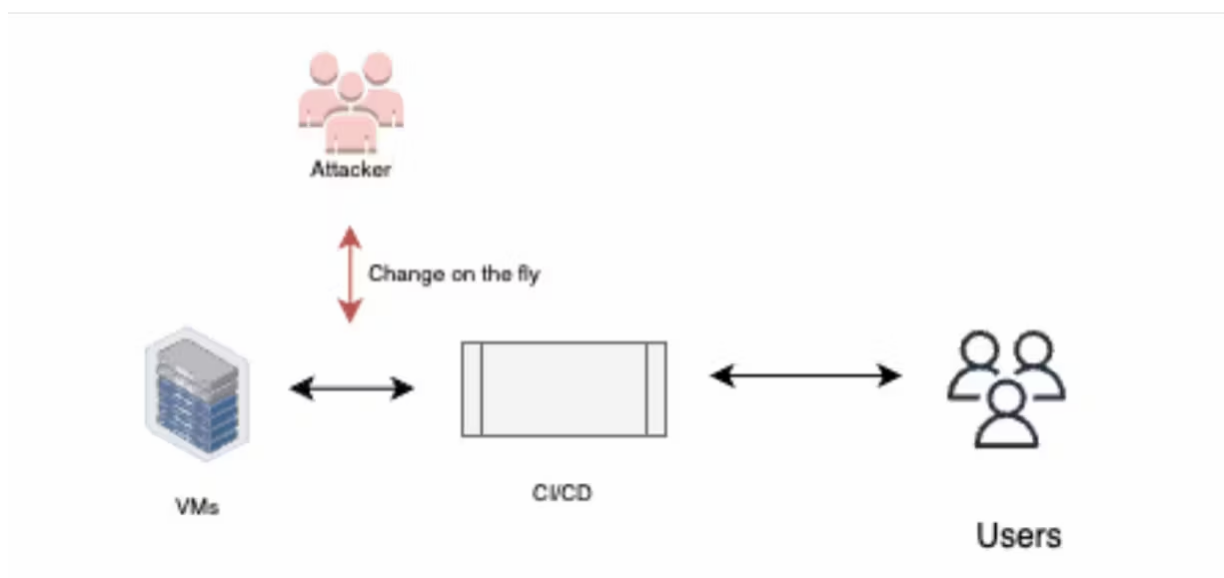 Attacker
Change on the fly
VMs
CI/CD
Users